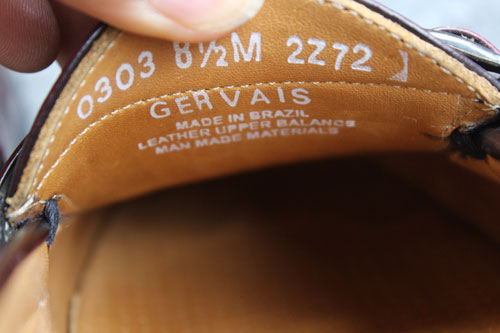 0303 8½M 2Z72
GERVAIS
MADE IN BRAZIL
LEATHER UPPER BALANCE
MAN MADE MATERIALS